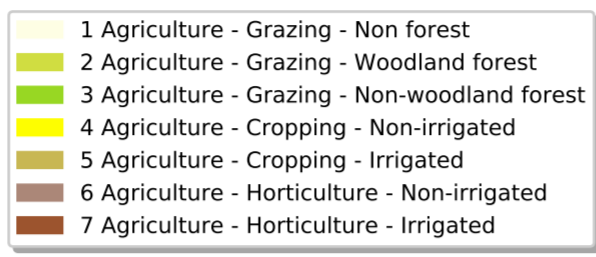 1 Agriculture - Grazing - Non forest
2 Agriculture - Grazing - Woodland forest
3 Agriculture - Grazing - Non-woodland forest
4 Agriculture - Cropping - Non-irrigated
5 Agriculture - Cropping - Irrigated
6 Agriculture - Horticulture - Non-irrigated
7 Agriculture - Horticulture - Irrigated